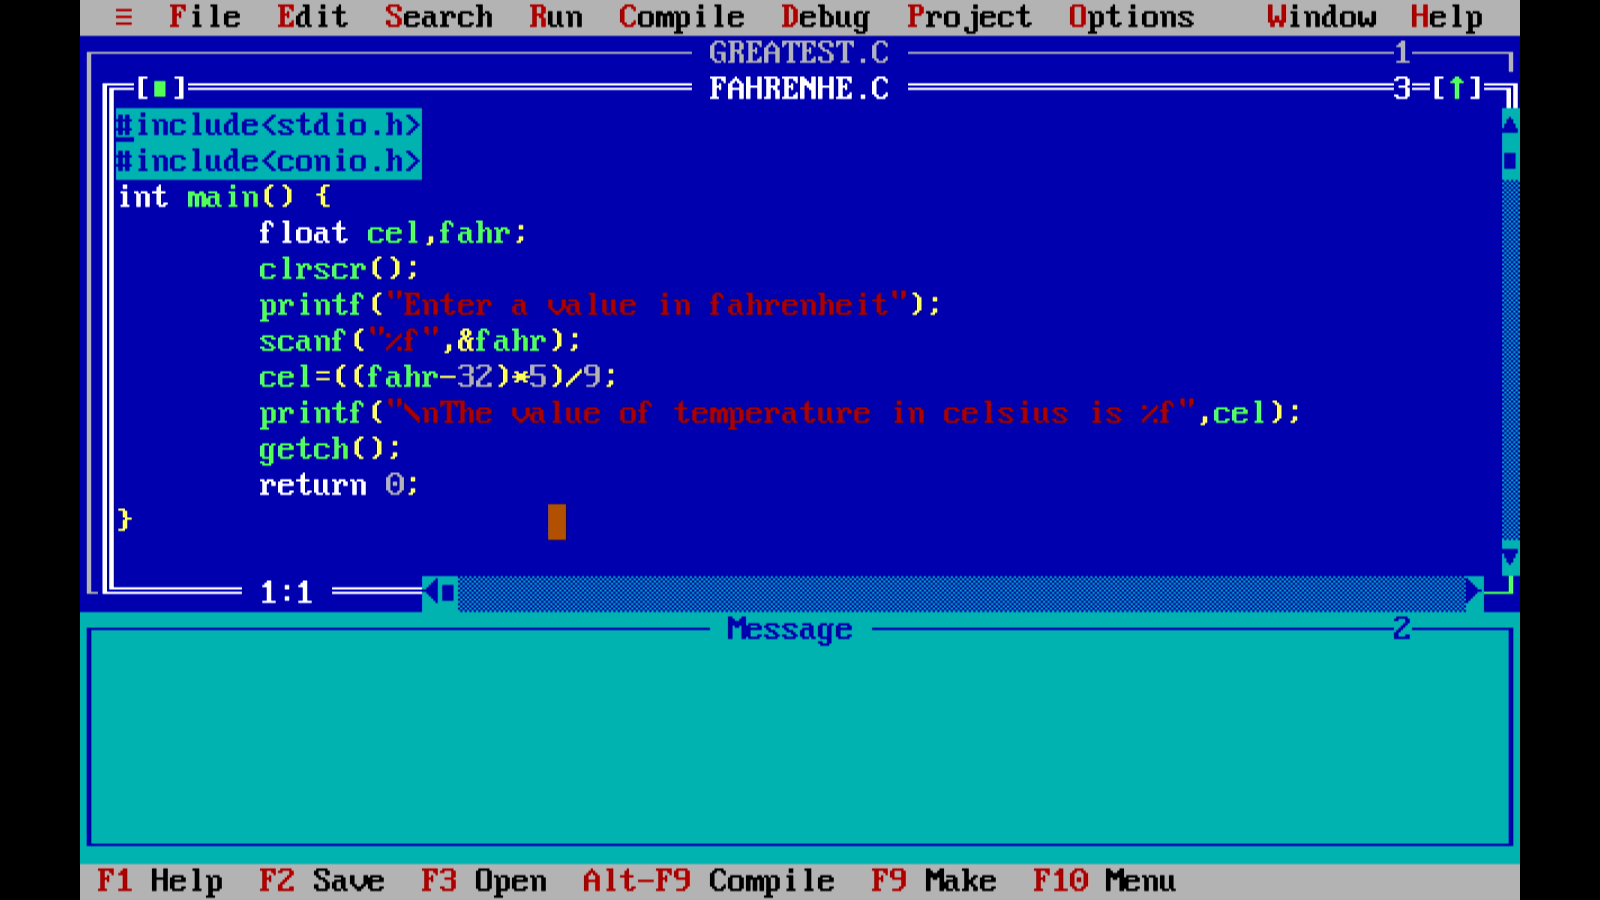 ≡ File Edit Search Run Compile Debug Project Options Window Help
GREATEST.C 1
[■] FAHRENHE.C 3=[↑]
#include<stdio.h>
#include<conio.h>
int main() {
float cel,fahr;
clrscr();
printf("Enter a value in fahrenheit");
scanf("%f",&fahr);
cel=((fahr-32)*5)/9;
printf("\nThe value of temperature in celsius is %f",cel);
getch();
return 0;
}
1:1
Message 2
F1 Help F2 Save F3 Open Alt-F9 Compile F9 Make F10 Menu